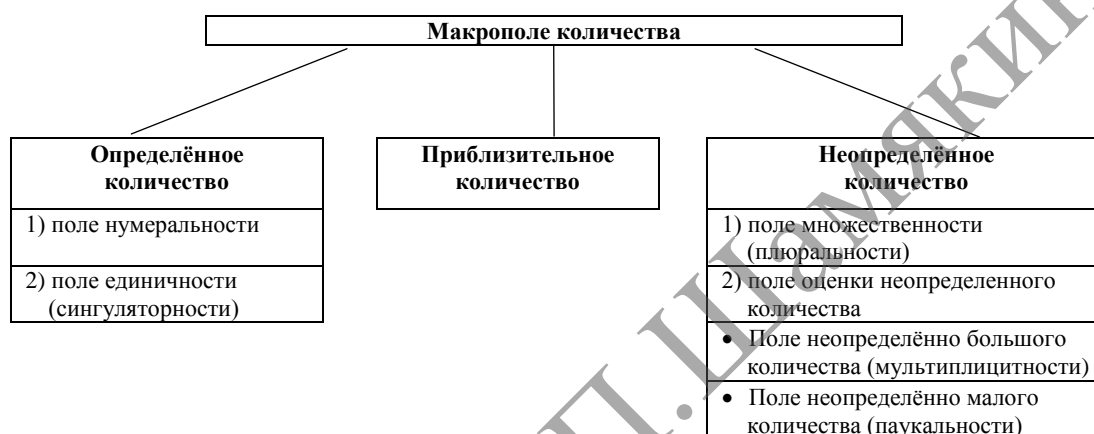 Макрополе количества
Определённое
количество
1) поле нумеральности
2) поле единичности
(сингуляторности)
Приблизительное
количество
Неопределённое
количество
1) поле множественности
(плюральности)
2) поле оценки неопределенного
количества
• Поле неопределённо большого
количества (мультиплицитности)
• Поле неопределённо малого
количества (паукальности)
П.Шамякин